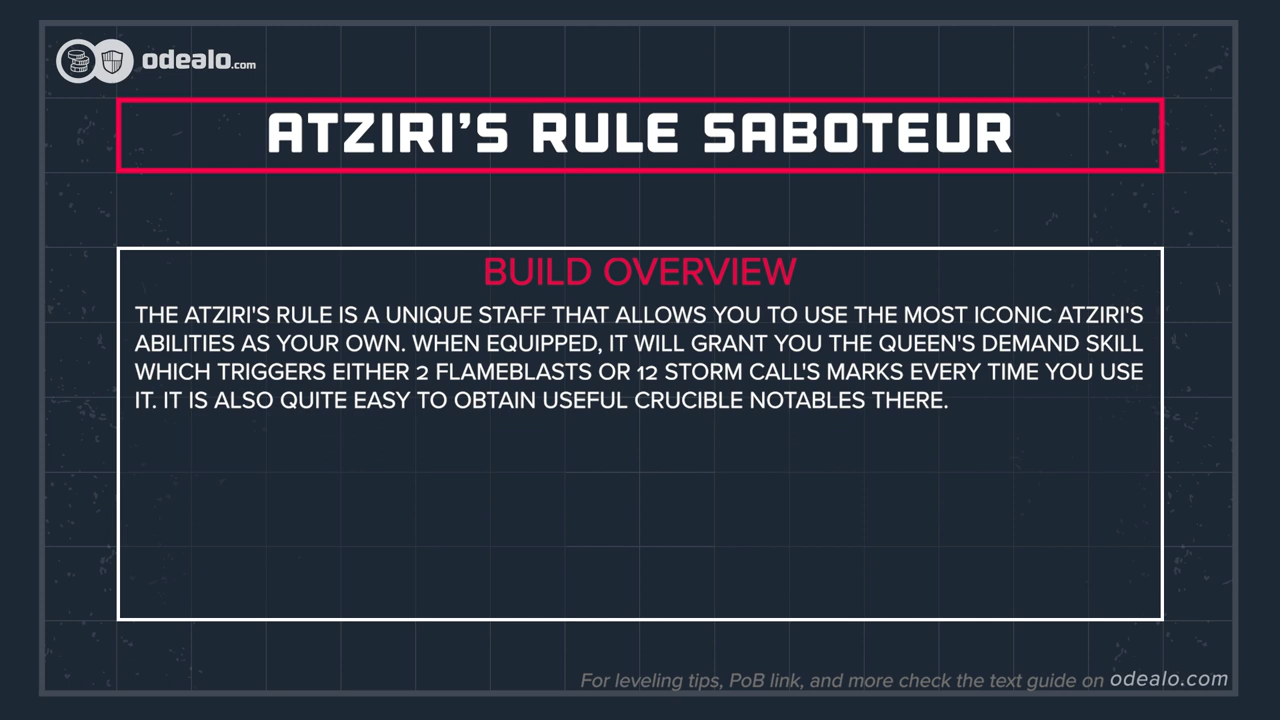 odealo.com
ATZIRI'S RULE SABOTEUR
BUILD OVERVIEW
THE ATZIRI'S RULE IS A UNIQUE STAFF THAT ALLOWS YOU TO USE THE MOST ICONIC ATZIRI'S
ABILITIES AS YOUR OWN. WHEN EQUIPPED, IT WILL GRANT YOU THE QUEEN'S DEMAND SKILL
WHICH TRIGGERS EITHER 2 FLAMEBLASTS OR 12 STORM CALL'S MARKS EVERY TIME YOU USE
IT. IT IS ALSO QUITE EASY TO OBTAIN USEFUL CRUCIBLE NOTABLES THERE.
For leveling tips, PoB link, and more check the text guide on odealo.com